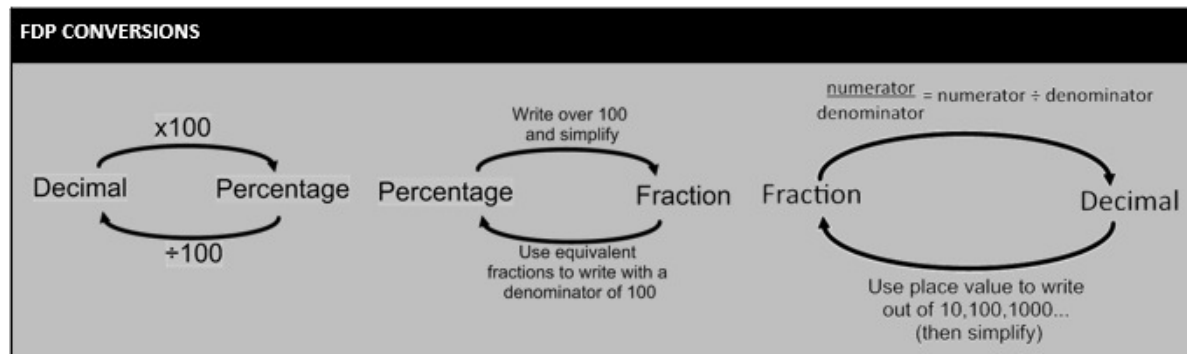 FDP CONVERSIONS
x100
Decimal
Percentage
÷100
Write over 100
and simplify
Percentage
Fraction
Use equivalent
fractions to write with a
denominator of 100
numerator
denominator
= numerator ÷ denominator
Fraction
Decimal
Use place value to write
out of 10,100,1000...
(then simplify)